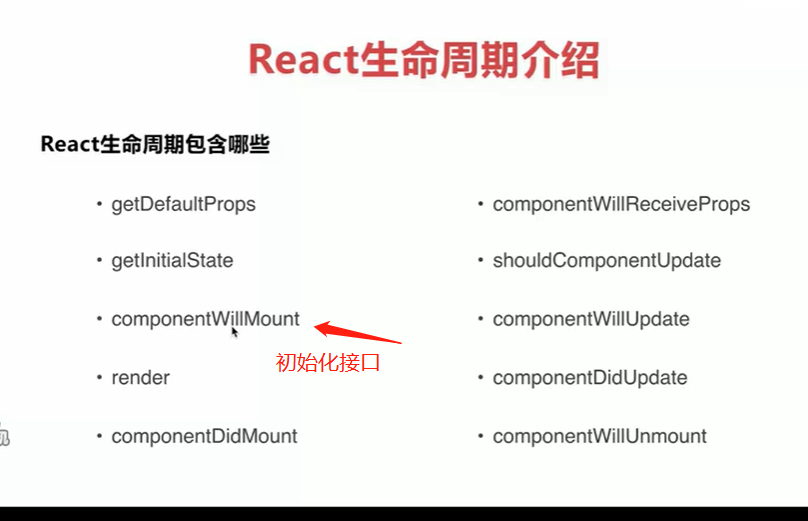 React生命周期介绍
React生命周期包含哪些
• getDefaultProps
• getInitialState
• componentWillMount
初始化接口
• render
• componentDidMount
• componentWillReceiveProps
• shouldComponentUpdate
• componentWillUpdate
• componentDidUpdate
• componentWillUnmount